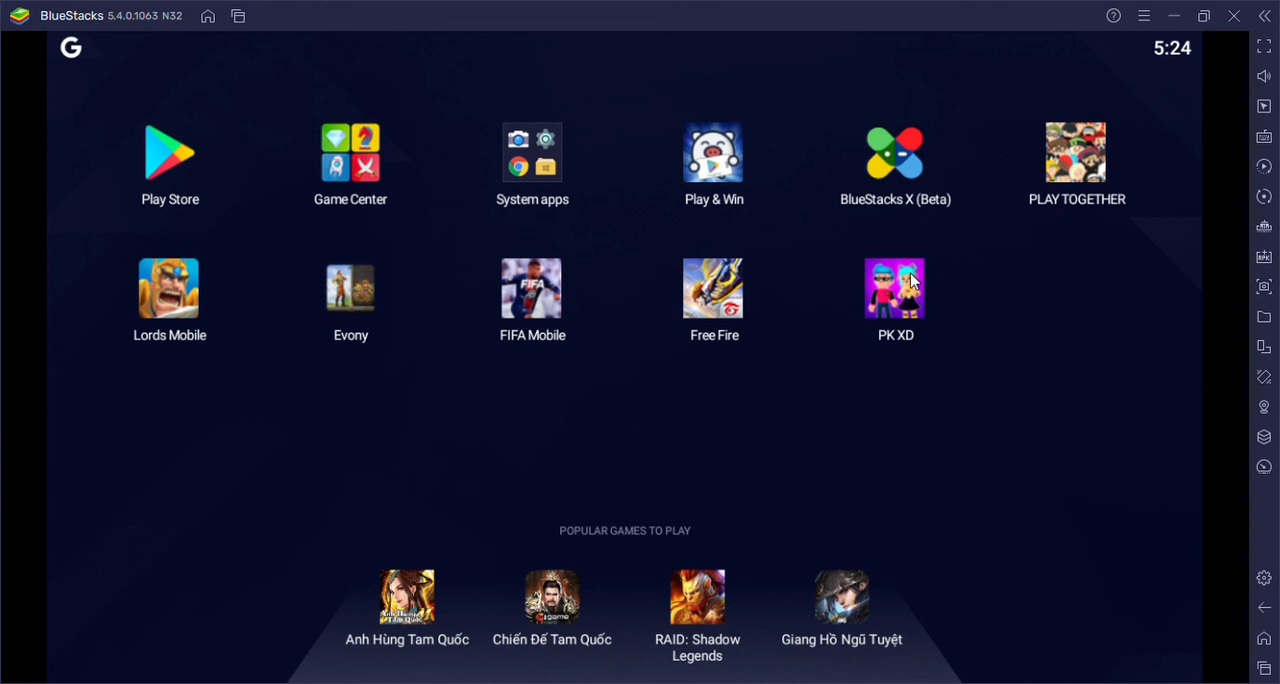 BlueStacks 5.4.0.1063 N32
G
5:24
Play Store
Game Center
System apps
Play & Win
BlueStacks X (Beta)
PLAY TOGETHER
FIFA
Lords Mobile
Evony
FIFA Mobile
Free Fire
PK XD
POPULAR GAMES TO PLAY
Anh Hùng Tam Quốc
Chiến Đế Tam Quốc
RAID: Shadow
Legends
Giang Hồ Ngũ Tuyệt